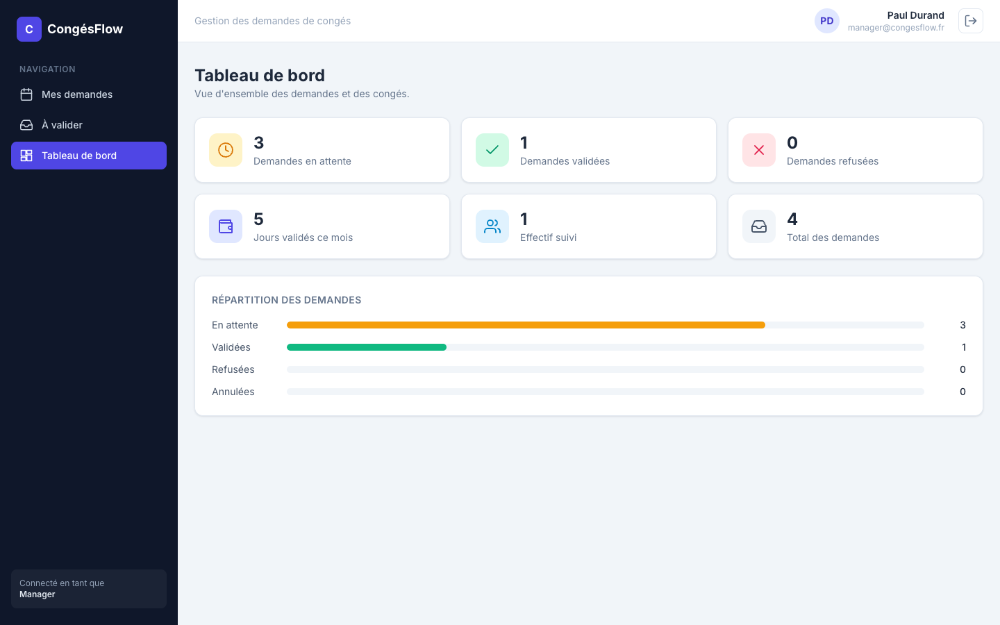 C CongésFlow
NAVIGATION
Mes demandes
À valider
Tableau de bord
Connecté en tant que
Manager
Gestion des demandes de congés
PD
Paul Durand
manager@congesflow.fr
Tableau de bord
Vue d'ensemble des demandes et des congés.
3
Demandes en attente
1
Demandes validées
0
Demandes refusées
5
Jours validés ce mois
1
Effectif suivi
4
Total des demandes
RÉPARTITION DES DEMANDES
En attente 3
Validées 1
Refusées 0
Annulées 0